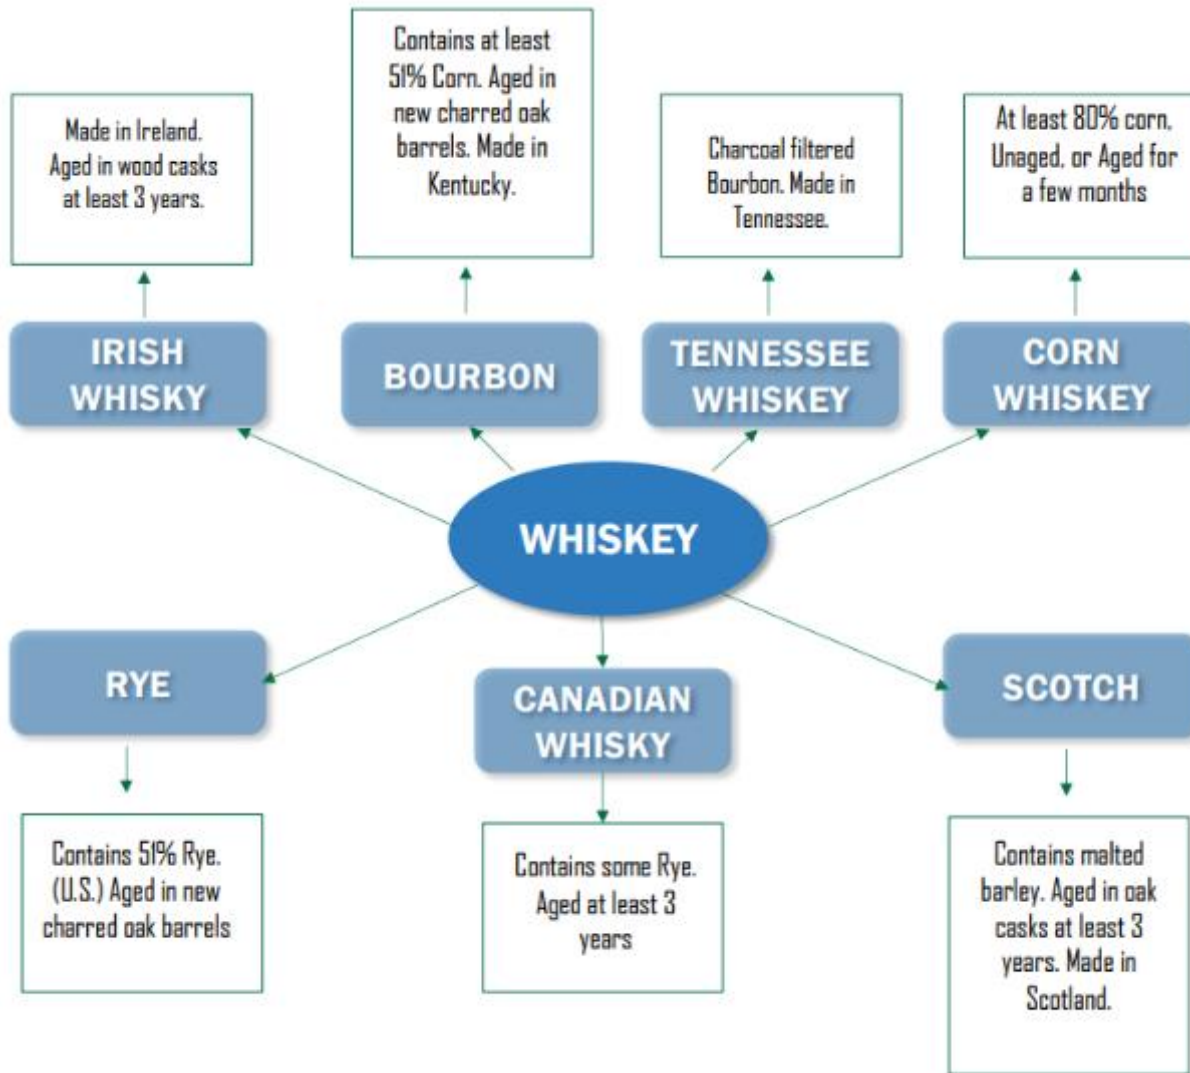 Contains at least
51% Corn. Aged in
new charred oak
barrels. Made in
Kentucky.
Made in Ireland.
Aged in wood casks
at least 3 years.
Charcoal filtered
Bourbon. Made in
Tennessee.
At least 80% corn.
Unaged, or Aged for
a few months
IRISH
WHISKY
BOURBON
TENNESSEE
WHISKEY
CORN
WHISKEY
WHISKEY
RYE
CANADIAN
WHISKY
SCOTCH
Contains 51% Rye.
(U.S.) Aged in new
charred oak barrels
Contains some Rye.
Aged at least 3
years
Contains malted
barley. Aged in oak
casks at least 3
years. Made in
Scotland.